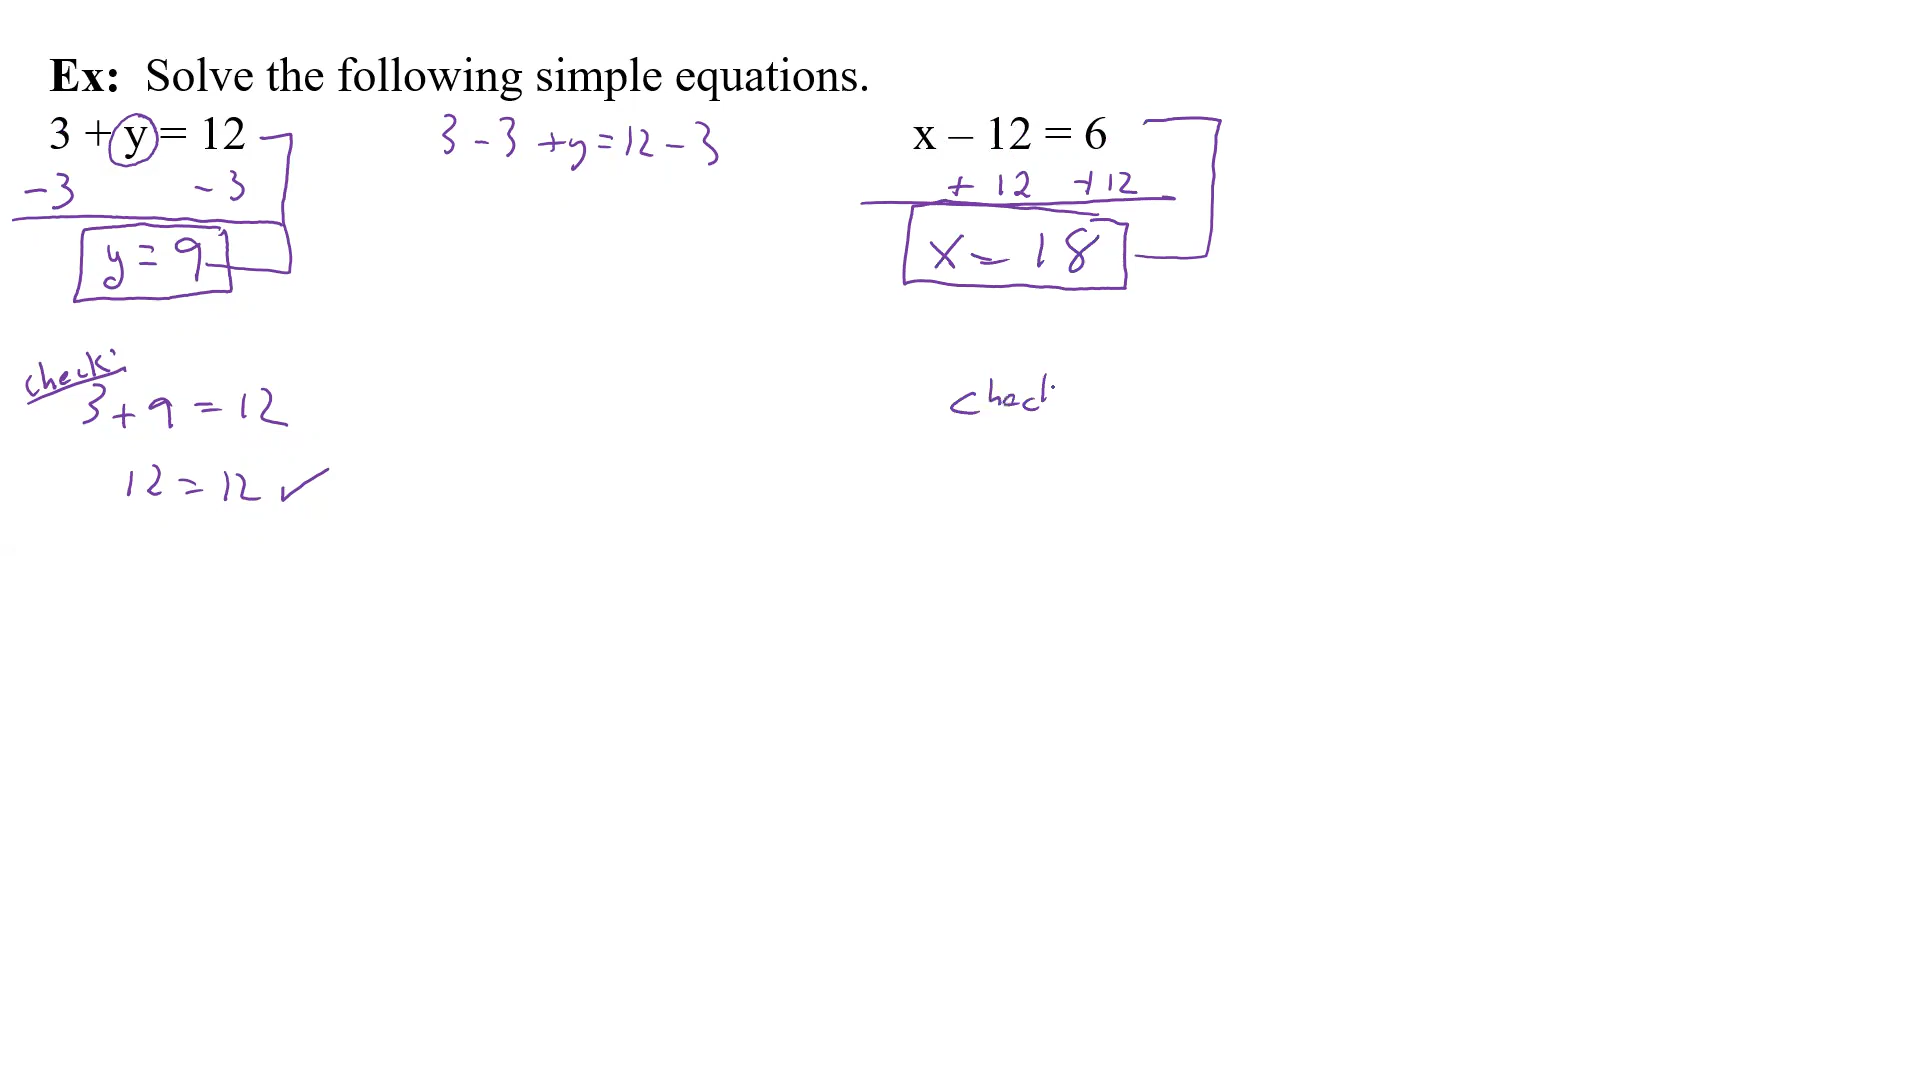 Ex: Solve the following simple equations.
3 + y = 12
- 3 - 3
y = 9
check:
3 + 9 = 12
12 = 12 ✓
3 - 3 + y = 12 - 3
x – 12 = 6
+ 12 + 12
x = 18